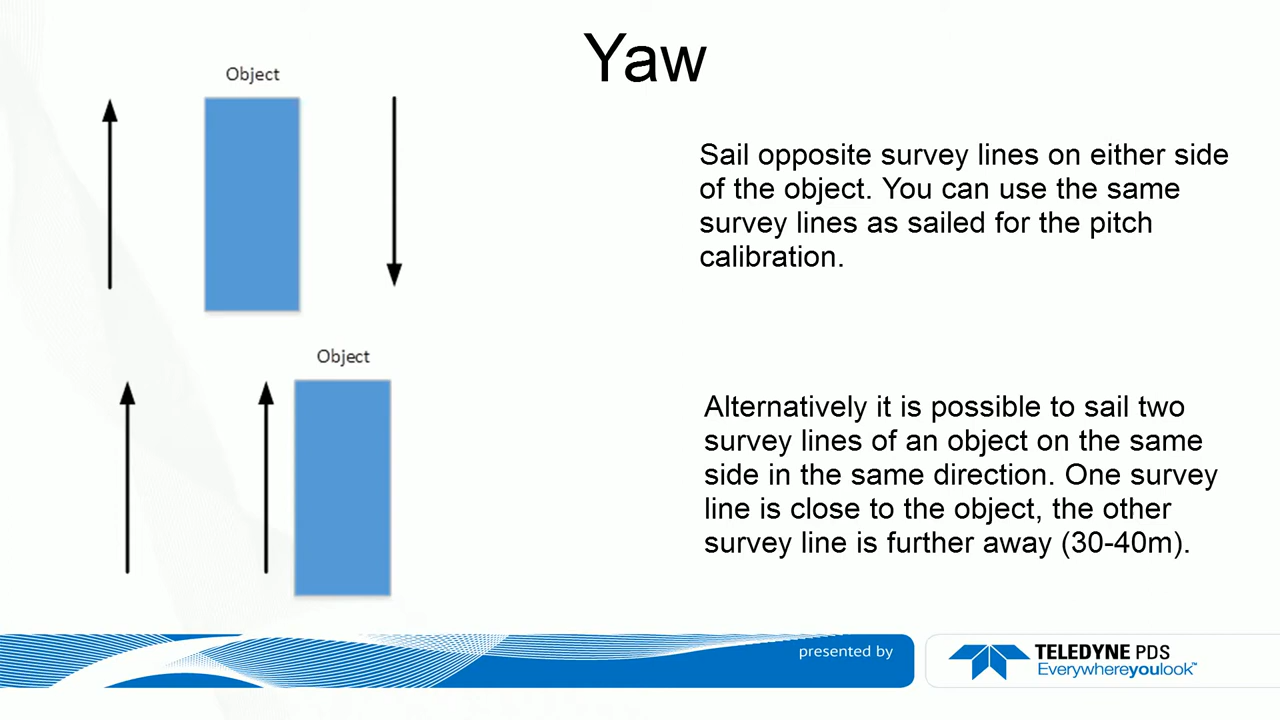 Yaw
Object
Sail opposite survey lines on either side
of the object. You can use the same
survey lines as sailed for the pitch
calibration.
Object
Alternatively it is possible to sail two
survey lines of an object on the same
side in the same direction. One survey
line is close to the object, the other
survey line is further away (30-40m).
presented by
TELEDYNE PDS
Everywhereyoulook™